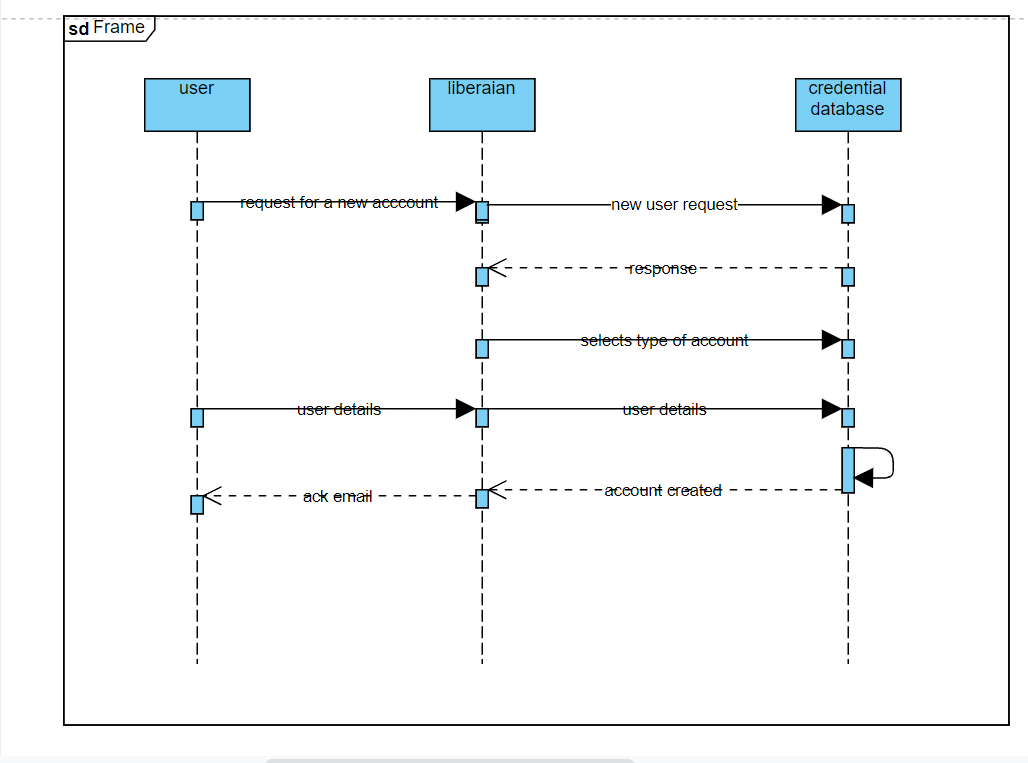 sd Frame
user
liberaian
credential
database
request for a new acccount
new user request
response
selects type of account
user details
user details
account created
ack email